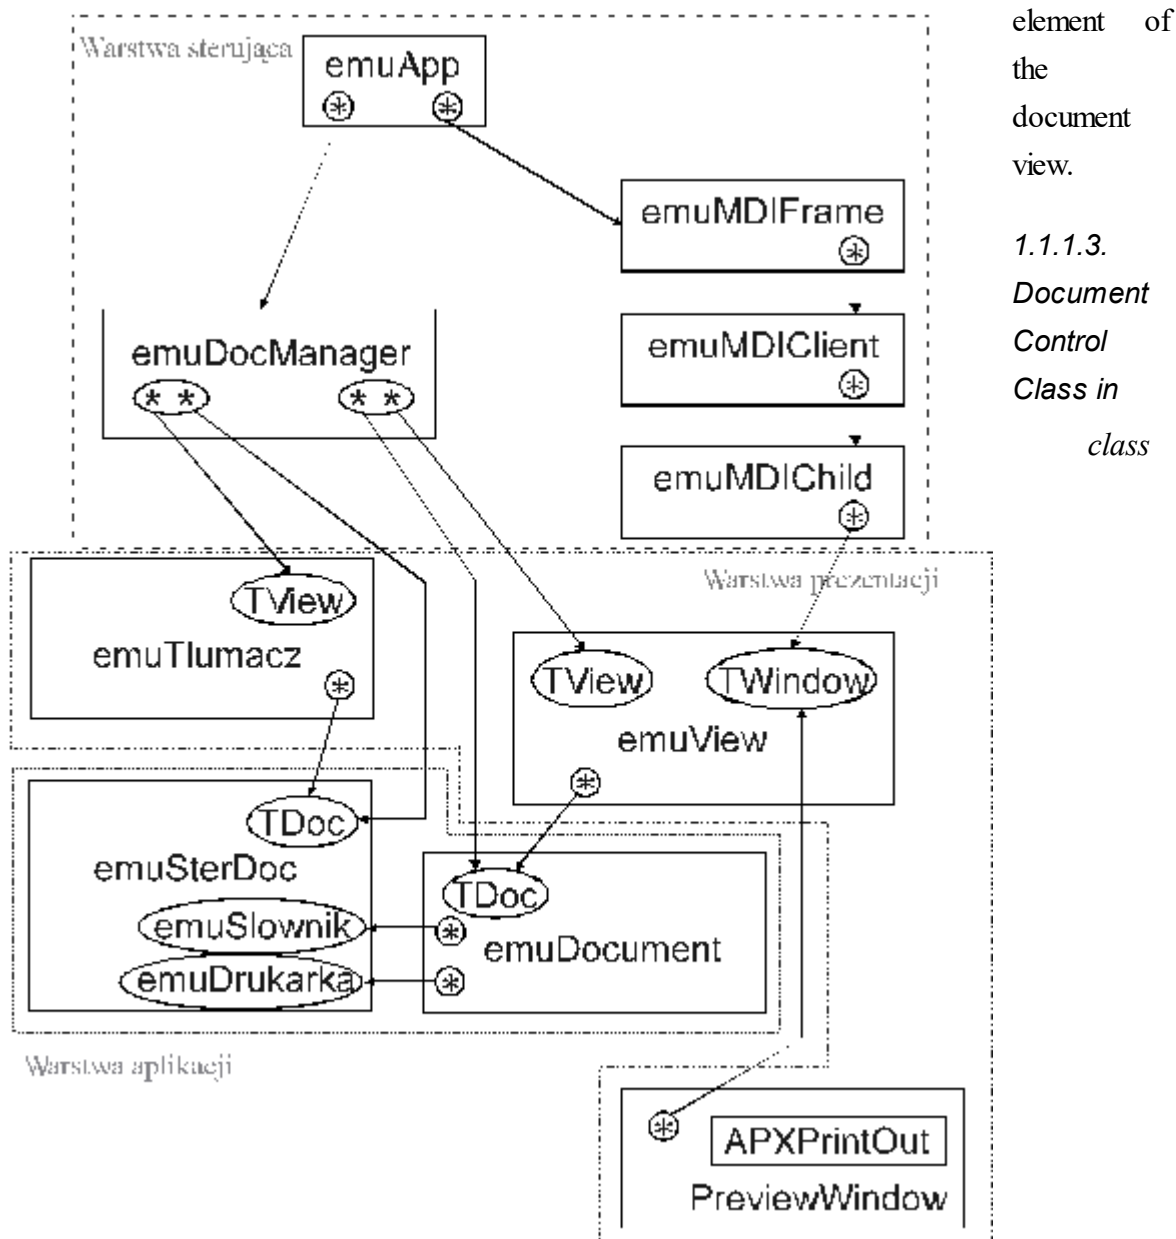 Warstwa sterująca
emuApp
* *
emuMDIFrame
*
emuDocManager
* * * *
emuMDIClient
*
emuMDIChild
*
Warstwa prezentacji
TView
emuTlumacz
*
TView TWindow
emuView
*
TDoc
emuSterDoc
emuSlownik
emuDrukarka
TDoc
*
emuDocument
*
Warstwa aplikacji
*
APXPrintOut
PreviewWindow
element of
the
document
view.
1.1.1.3.
Document
Control
Class in
class